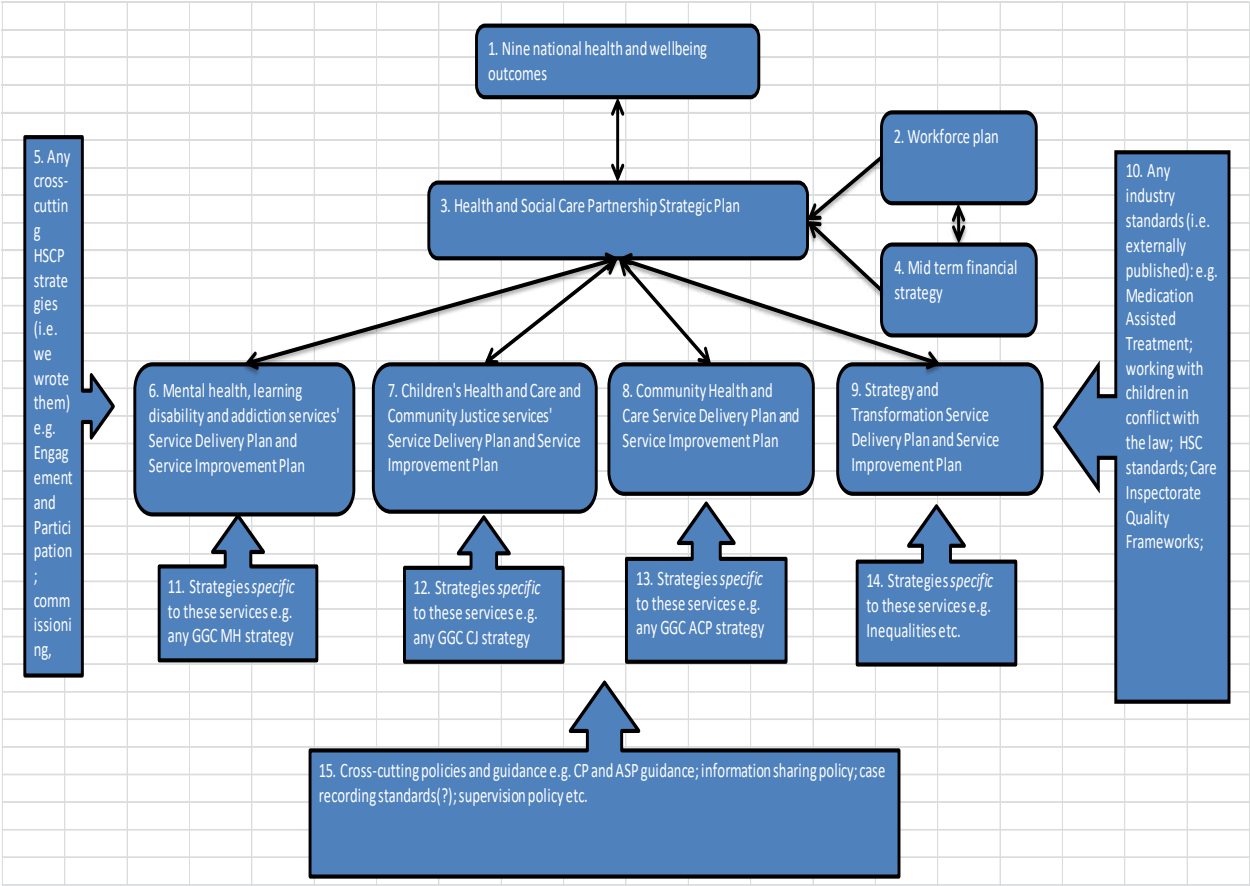 1. Nine national health and wellbeing
outcomes
2. Workforce plan
3. Health and Social Care Partnership Strategic Plan
4. Mid term financial
strategy
5. Any
cross-
cuttin
g
HSCP
strate
gies
(i.e.
we
wrote
them)
e.g.
Engag
ement
and
Partici
pation
;
comm
issioni
ng,
6. Mental health, learning
disability and addiction services'
Service Delivery Plan and
Service Improvement Plan
7. Children's Health and Care and
Community Justice services'
Service Delivery Plan and Service
Improvement Plan
8. Community Health and
Care Service Delivery Plan and
Service Improvement Plan
9. Strategy and
Transformation Service
Delivery Plan and Service
Improvement Plan
10. Any
industry
standards (i.e.
externally
published): e.g.
Medication
Assisted
Treatment;
working with
children in
conflict with
the law; HSC
standards; Care
Inspectorate
Quality
Frameworks;
11. Strategies specific
to these services e.g.
any GGC MH strategy
12. Strategies specific
to these services e.g.
any GGC CJ strategy
13. Strategies specific
to these services e.g.
any GGC ACP strategy
14. Strategies specific
to these services e.g.
Inequalities etc.
15. Cross-cutting policies and guidance e.g. CP and ASP guidance; information sharing policy; case
recording standards(?); supervision policy etc.